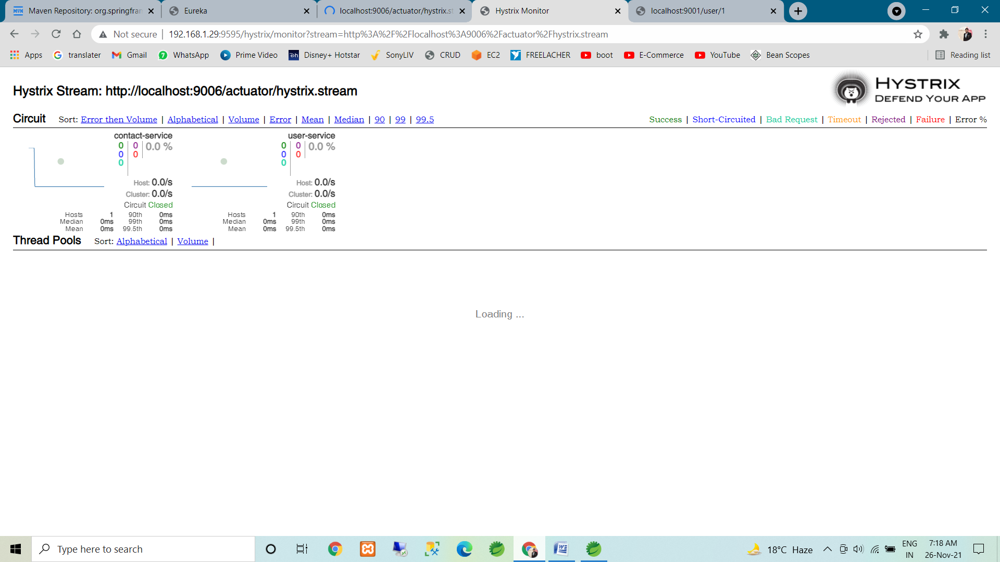 Maven Repository: org.springfran
Eureka
localhost:9006/actuator/hystrix.st
Hystrix Monitor
localhost:9001/user/1
Not secure | 192.168.1.29:9595/hystrix/monitor?stream=http%3A%2F%2Flocalhost%3A9006%2Factuator%2Fhystrix.stream
Apps translater Gmail WhatsApp Prime Video Disney+ Hotstar SonyLIV CRUD EC2 FREELACHER boot E-Commerce YouTube Bean Scopes Reading list
Hystrix Stream: http://localhost:9006/actuator/hystrix.stream
HYSTRIX
DEFEND YOUR APP
Circuit Sort: Error then Volume | Alphabetical | Volume | Error | Mean | Median | 90 | 99 | 99.5
Success | Short-Circuited | Bad Request | Timeout | Rejected | Failure | Error %
contact-service
0 0 0.0 %
0 0
0
Host: 0.0/s
Cluster: 0.0/s
Circuit Closed
Hosts 1 90th 0ms
Median 0ms 99th 0ms
Mean 0ms 99.5th 0ms
user-service
0 0 0.0 %
0 0
0
Host: 0.0/s
Cluster: 0.0/s
Circuit Closed
Hosts 1 90th 0ms
Median 0ms 99th 0ms
Mean 0ms 99.5th 0ms
Thread Pools Sort: Alphabetical | Volume |
Loading ...
Type here to search
18°C Haze
ENG
IN
7:18 AM
26-Nov-21